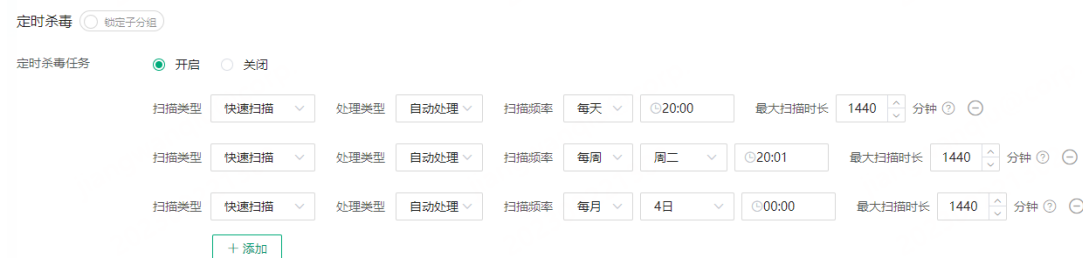 定时杀毒 锁定子分组
定时杀毒任务 开启 关闭
扫描类型 快速扫描 处理类型 自动处理 扫描频率 每天 20:00 最大扫描时长 1440 分钟
扫描类型 快速扫描 处理类型 自动处理 扫描频率 每周 周二 20:01 最大扫描时长 1440 分钟
扫描类型 快速扫描 处理类型 自动处理 扫描频率 每月 4日 00:00 最大扫描时长 1440 分钟
+ 添加